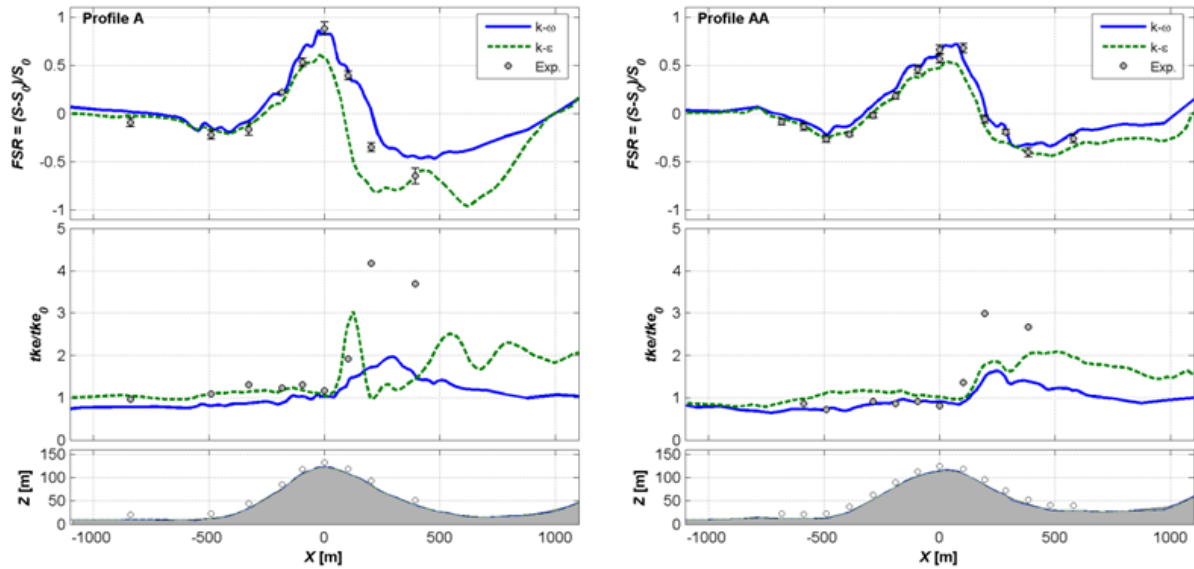 Profile A
k-ω
k-ε
Exp.
FSR = (S-S₀)/S₀
1
0.5
0
-0.5
-1
tke/tke₀
5
4
3
2
1
0
Z [m]
150
100
50
0
-1000 -500 0 500 1000
X [m]
Profile AA
k-ω
k-ε
Exp.
FSR = (S-S₀)/S₀
1
0.5
0
-0.5
-1
tke/tke₀
5
4
3
2
1
0
Z [m]
150
100
50
0
-1000 -500 0 500 1000
X [m]